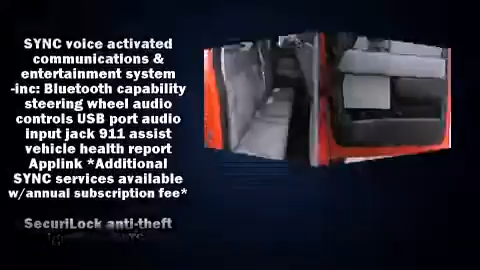 SYNC voice activated
communications &
entertainment system
-inc: Bluetooth capability
steering wheel audio
controls USB port audio
input jack 911 assist
vehicle health report
Applink *Additional
SYNC services available
w/annual subscription fee*
SecuriLock anti-theft